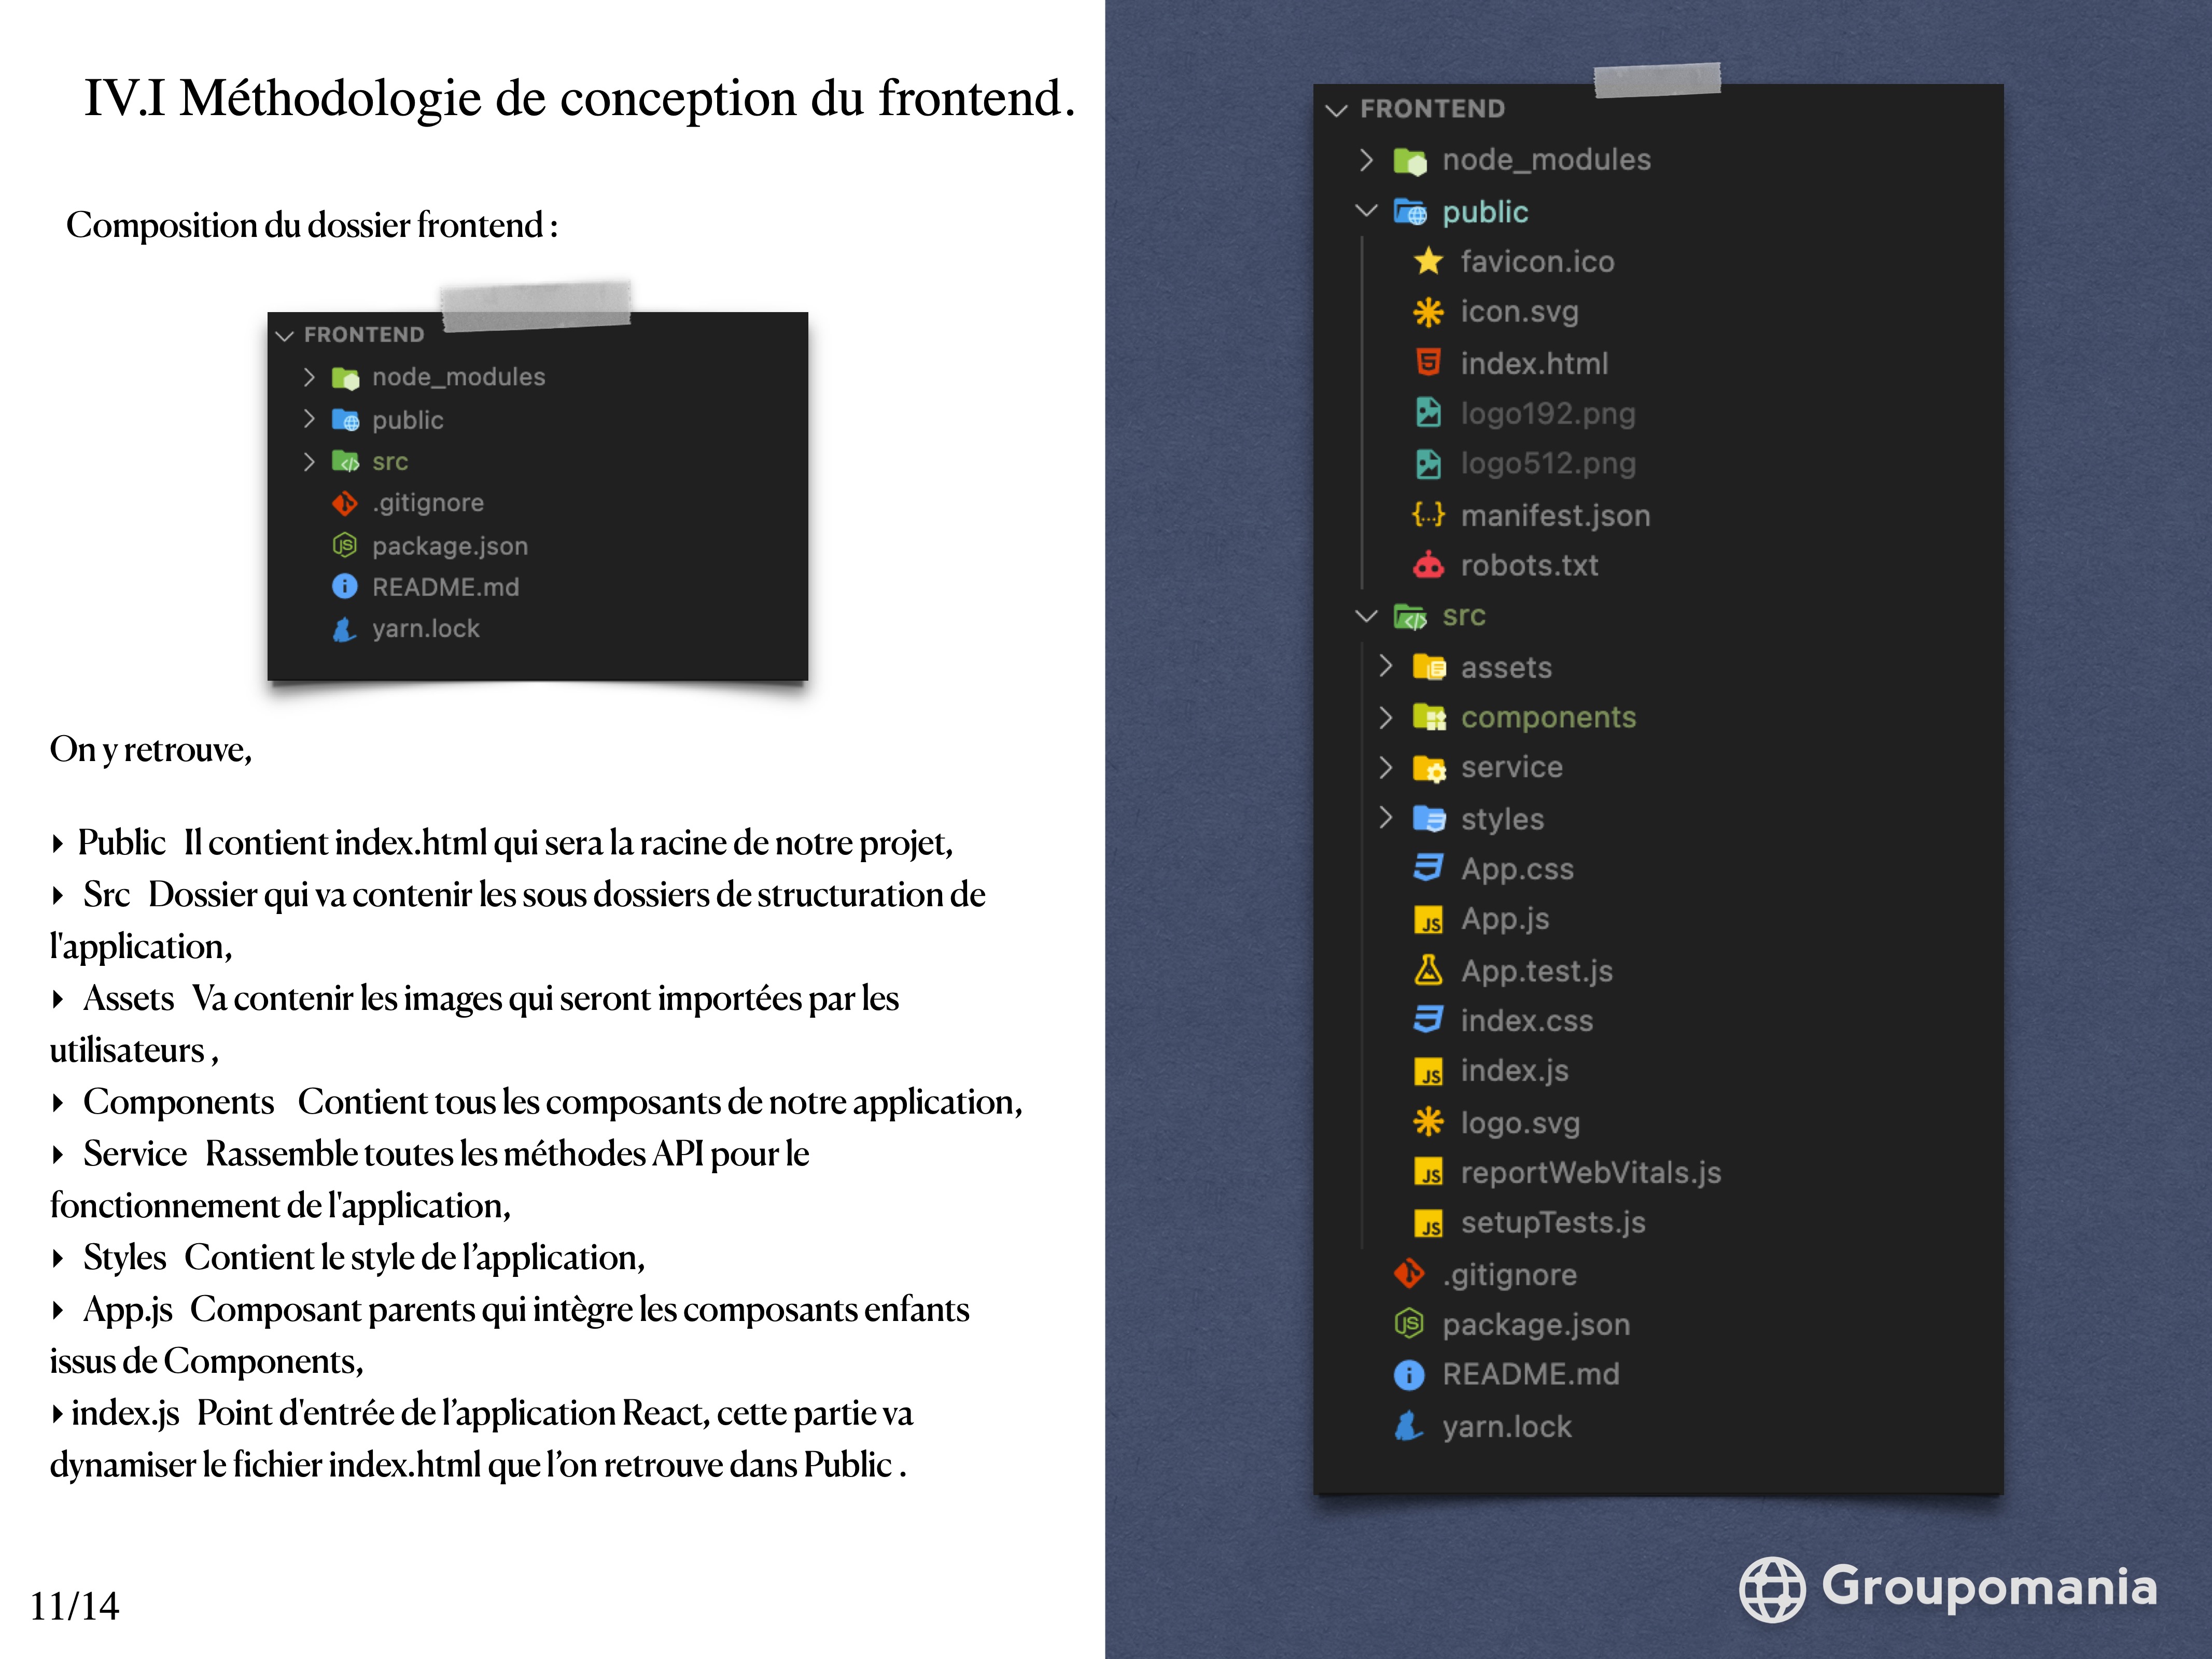 IV.I Méthodologie de conception du frontend.
Composition du dossier frontend :
FRONTEND
node_modules
public
src
.gitignore
package.json
README.md
yarn.lock
On y retrouve,
‣ Public Il contient index.html qui sera la racine de notre projet,
‣ Src Dossier qui va contenir les sous dossiers de structuration de
l'application,
‣ Assets Va contenir les images qui seront importées par les
utilisateurs ,
‣ Components Contient tous les composants de notre application,
‣ Service Rassemble toutes les méthodes API pour le
fonctionnement de l'application,
‣ Styles Contient le style de l’application,
‣ App.js Composant parents qui intègre les composants enfants
issus de Components,
‣ index.js Point d'entrée de l’application React, cette partie va
dynamiser le fichier index.html que l’on retrouve dans Public .
11/14
FRONTEND
node_modules
public
favicon.ico
icon.svg
index.html
logo192.png
logo512.png
manifest.json
robots.txt
src
assets
components
service
styles
App.css
App.js
App.test.js
index.css
index.js
logo.svg
reportWebVitals.js
setupTests.js
.gitignore
package.json
README.md
yarn.lock
Groupomania